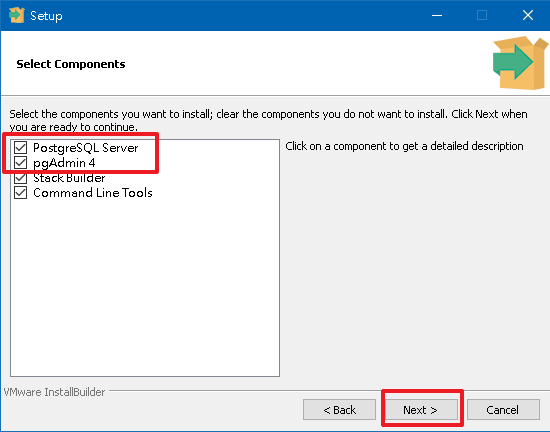 Setup
Select Components
Select the components you want to install; clear the components you do not want to install. Click Next when
you are ready to continue.
PostgreSQL Server
pgAdmin 4
Stack Builder
Command Line Tools
Click on a component to get a detailed description
VMware InstallBuilder
< Back
Next >
Cancel